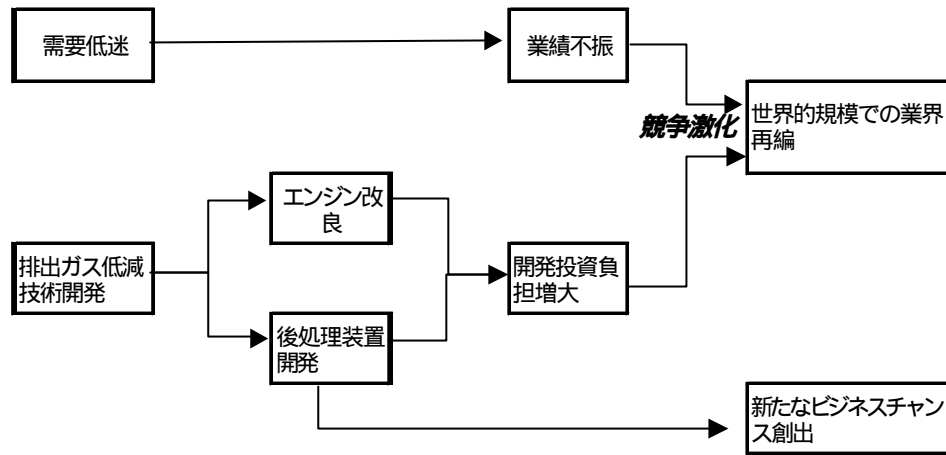 需要低迷
業績不振
競争激化
世界的規模での業界
再編
エンジン改
良
排出ガス低減
技術開発
開発投資負
担増大
後処理装置
開発
新たなビジネスチャン
ス創出